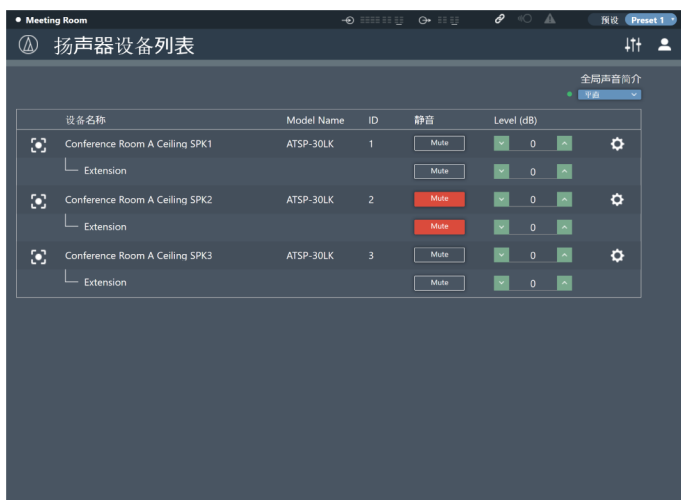 Meeting Room 预设 Preset 1
扬声器设备列表
全局声音简介
平直
设备名称 Model Name ID 静音 Level (dB)
Conference Room A Ceiling SPK1 ATSP-30LK 1 Mute 0
Extension Mute 0
Conference Room A Ceiling SPK2 ATSP-30LK 2 Mute 0
Extension Mute 0
Conference Room A Ceiling SPK3 ATSP-30LK 3 Mute 0
Extension Mute 0